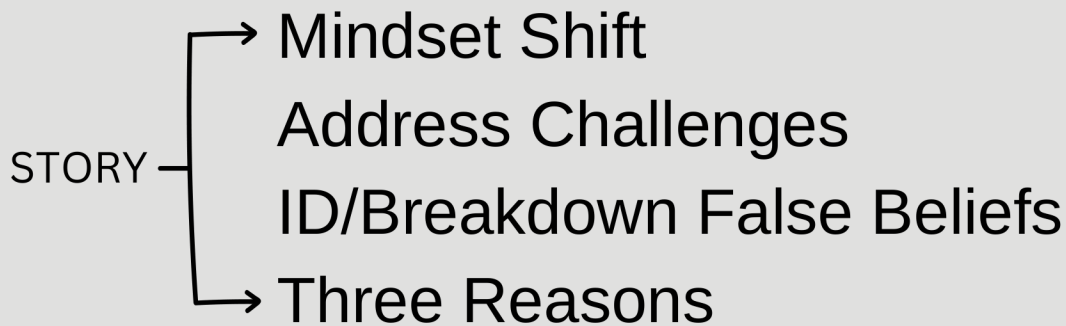 Mindset Shift
Address Challenges
STORY
ID/Breakdown False Beliefs
Three Reasons